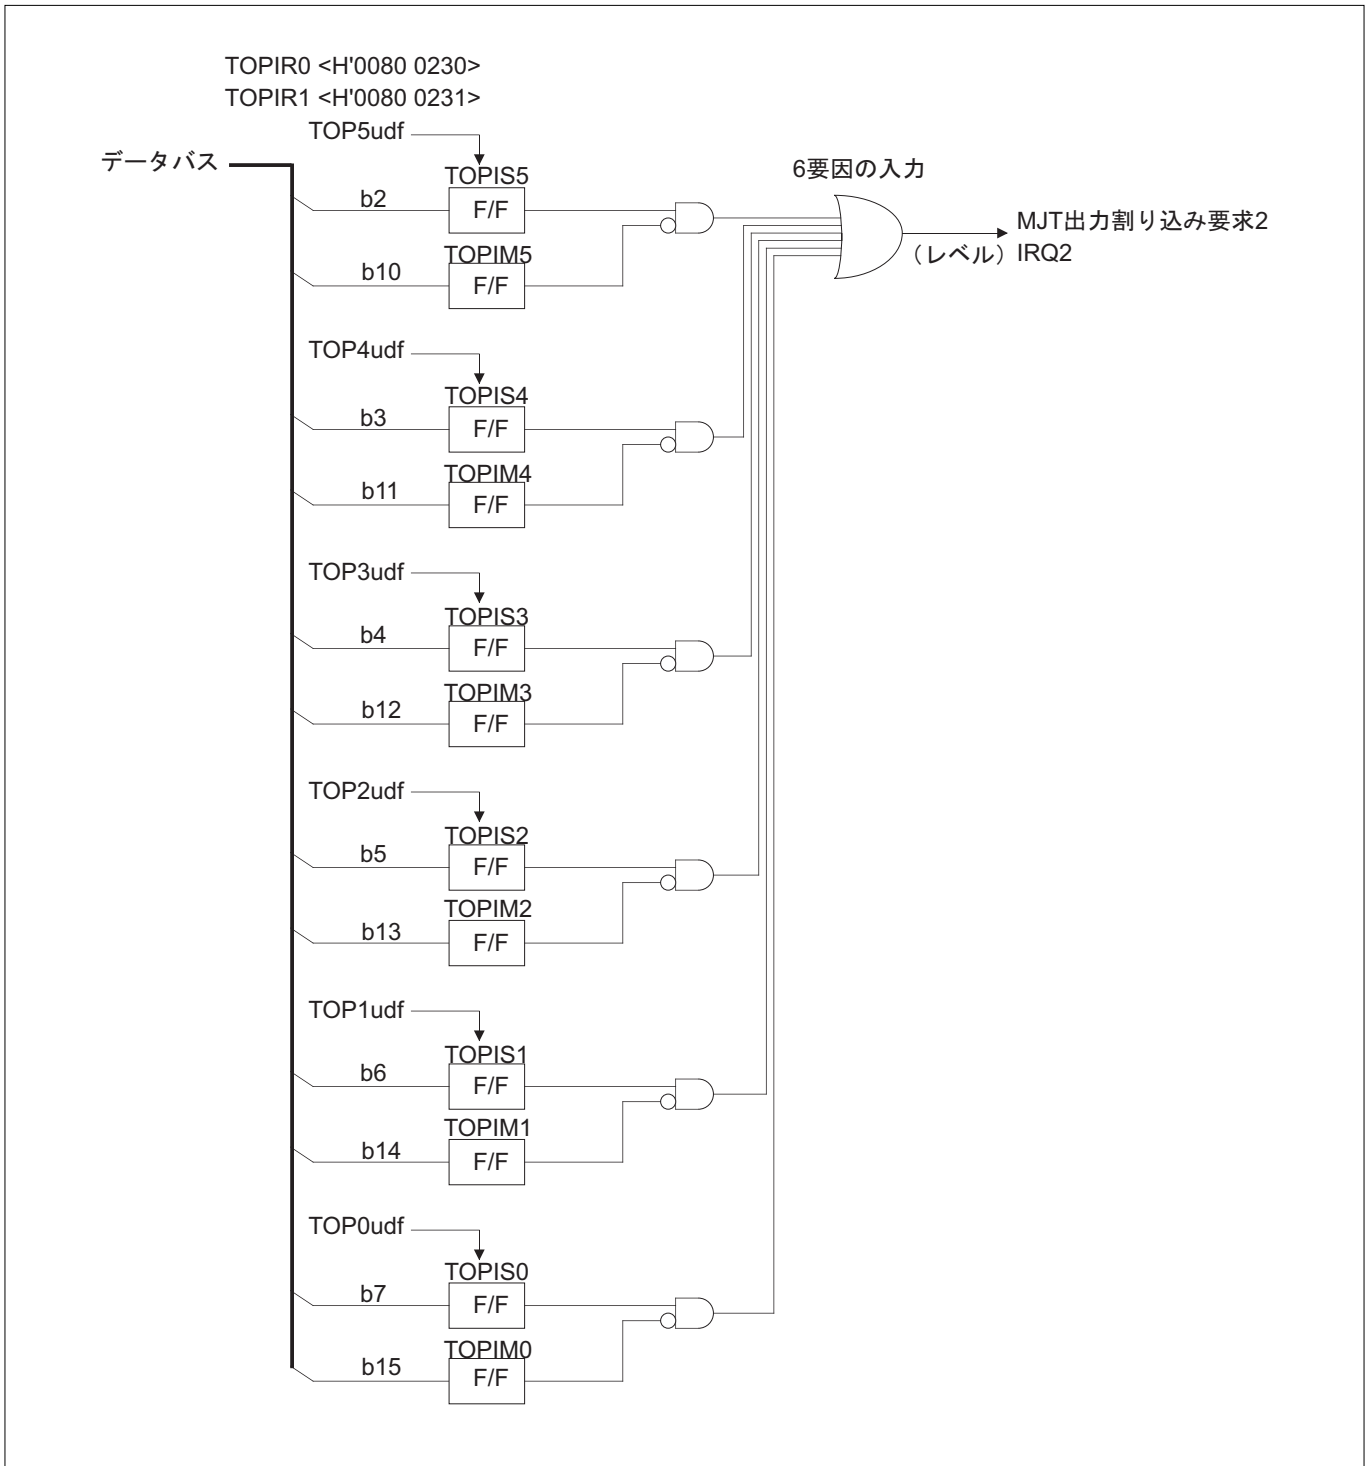 TOPIR0 <H'0080 0230>
TOPIR1 <H'0080 0231>
TOP5udf
データバス
TOPIS5
6要因の入力
b2
F/F
MJT出力割り込み要求2
(レベル) IRQ2
TOPIM5
b10
F/F
TOP4udf
TOPIS4
b3
F/F
TOPIM4
b11
F/F
TOP3udf
TOPIS3
b4
F/F
TOPIM3
b12
F/F
TOP2udf
TOPIS2
b5
F/F
TOPIM2
b13
F/F
TOP1udf
TOPIS1
b6
F/F
TOPIM1
b14
F/F
TOP0udf
TOPIS0
b7
F/F
TOPIM0
b15
F/F